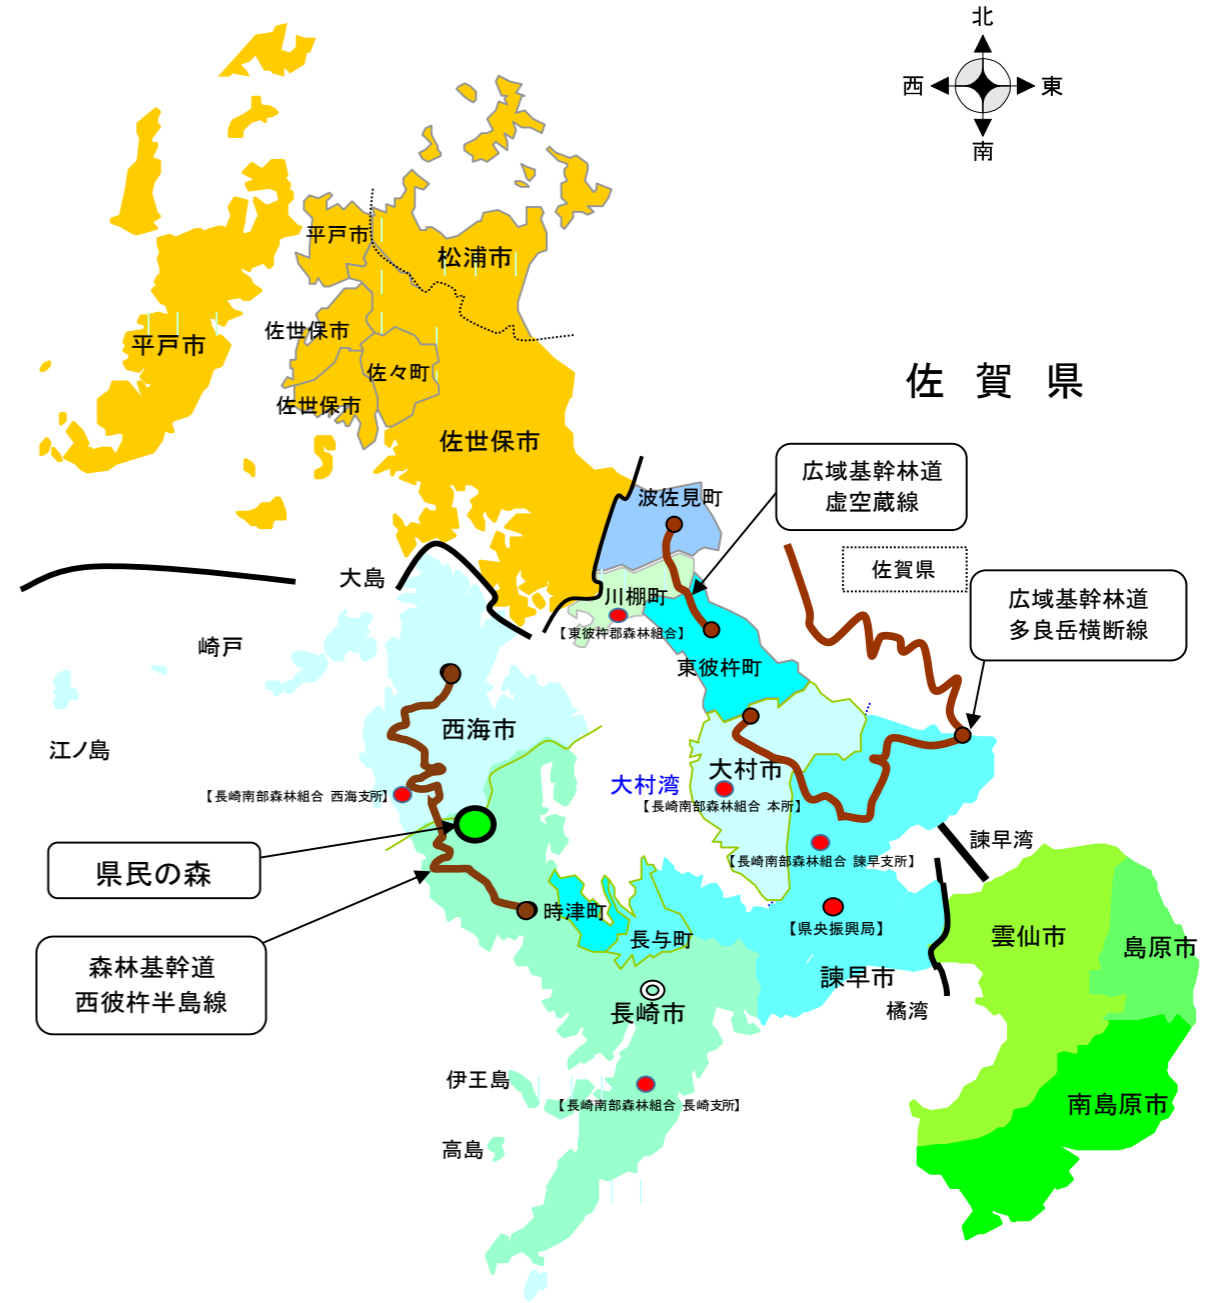 北
西
東
南
平戸市
松浦市
佐世保市
平戸市
佐々町
佐世保市
佐世保市
佐賀県
広域基幹林道
虚空蔵線
波佐見町
佐賀県
大島
川棚町
【東彼杵郡森林組合】
広域基幹林道
多良岳横断線
崎戸
東彼杵町
西海市
江ノ島
大村湾
大村市
【長崎南部森林組合 西海支所】
【長崎南部森林組合 本所】
諫早湾
【長崎南部森林組合 諫早支所】
県民の森
時津町
長与町
【県央振興局】
雲仙市
島原市
森林基幹道
西彼杵半島線
諫早市
長崎市
橘湾
伊王島
【長崎南部森林組合 長崎支所】
南島原市
高島